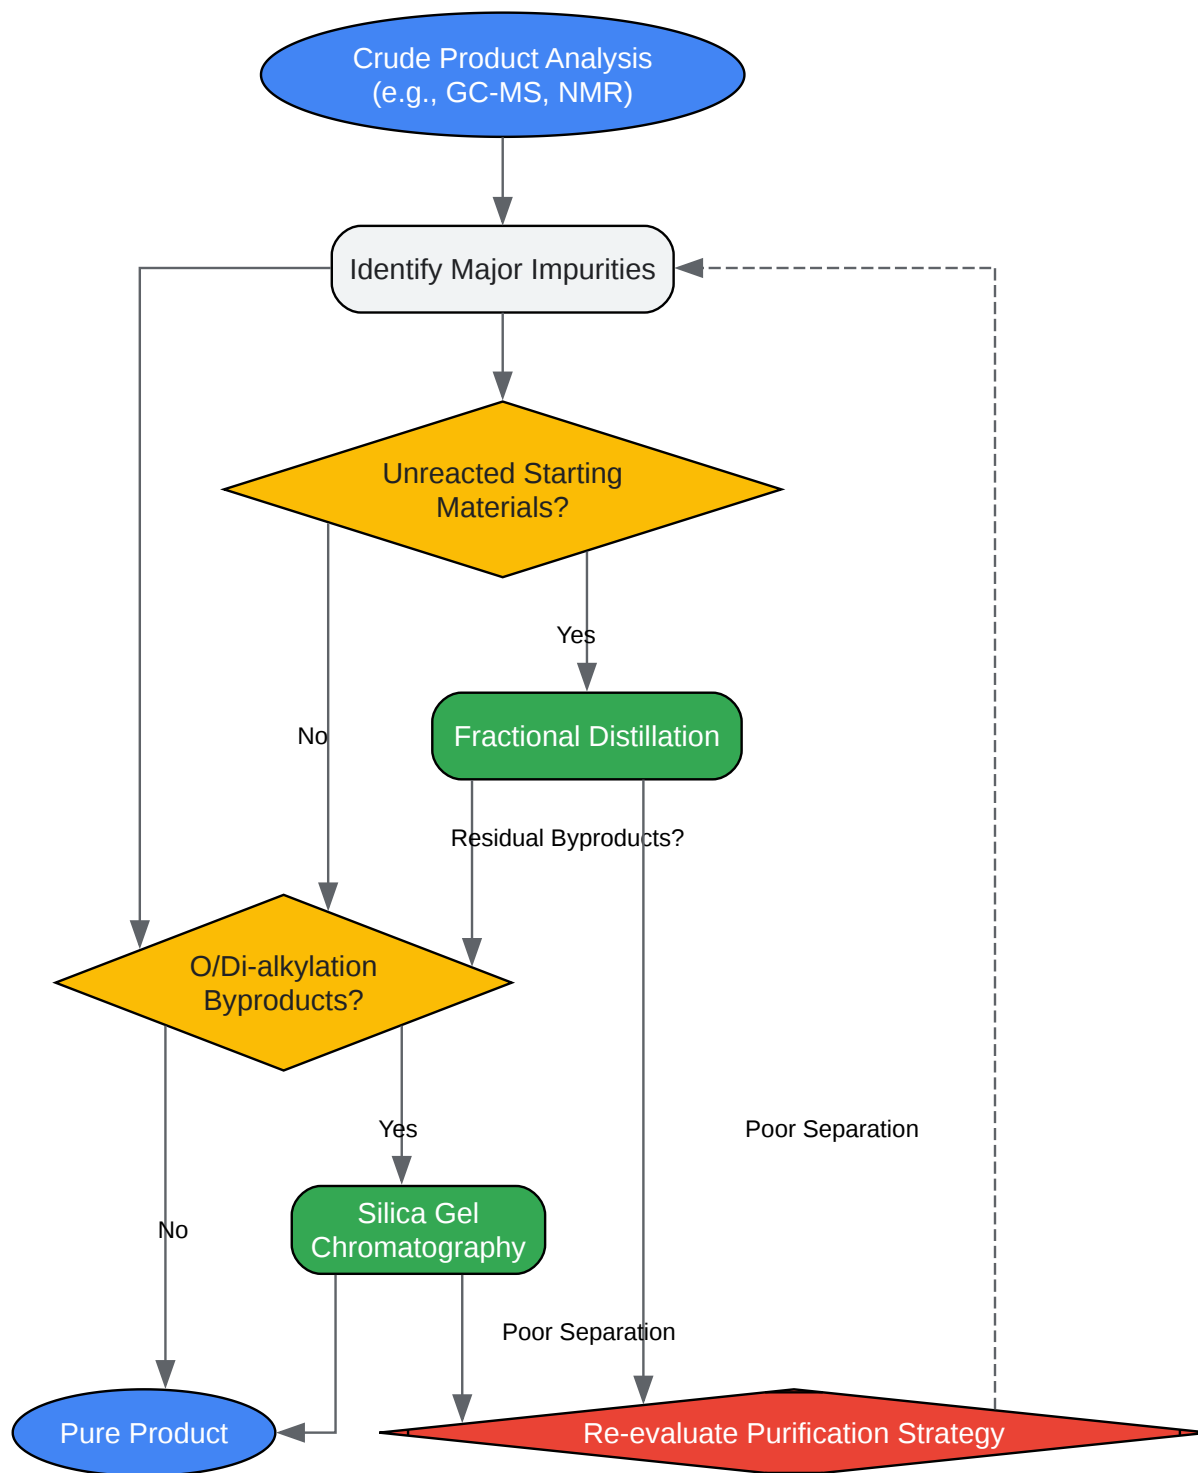 Crude Product Analysis
(e.g., GC-MS, NMR)
Identify Major Impurities
Unreacted Starting
Materials?
Yes
No
Fractional Distillation
Residual Byproducts?
O/Di-alkylation
Byproducts?
Yes
Poor Separation
Silica Gel
Chromatography
No
Poor Separation
Pure Product
Re-evaluate Purification Strategy